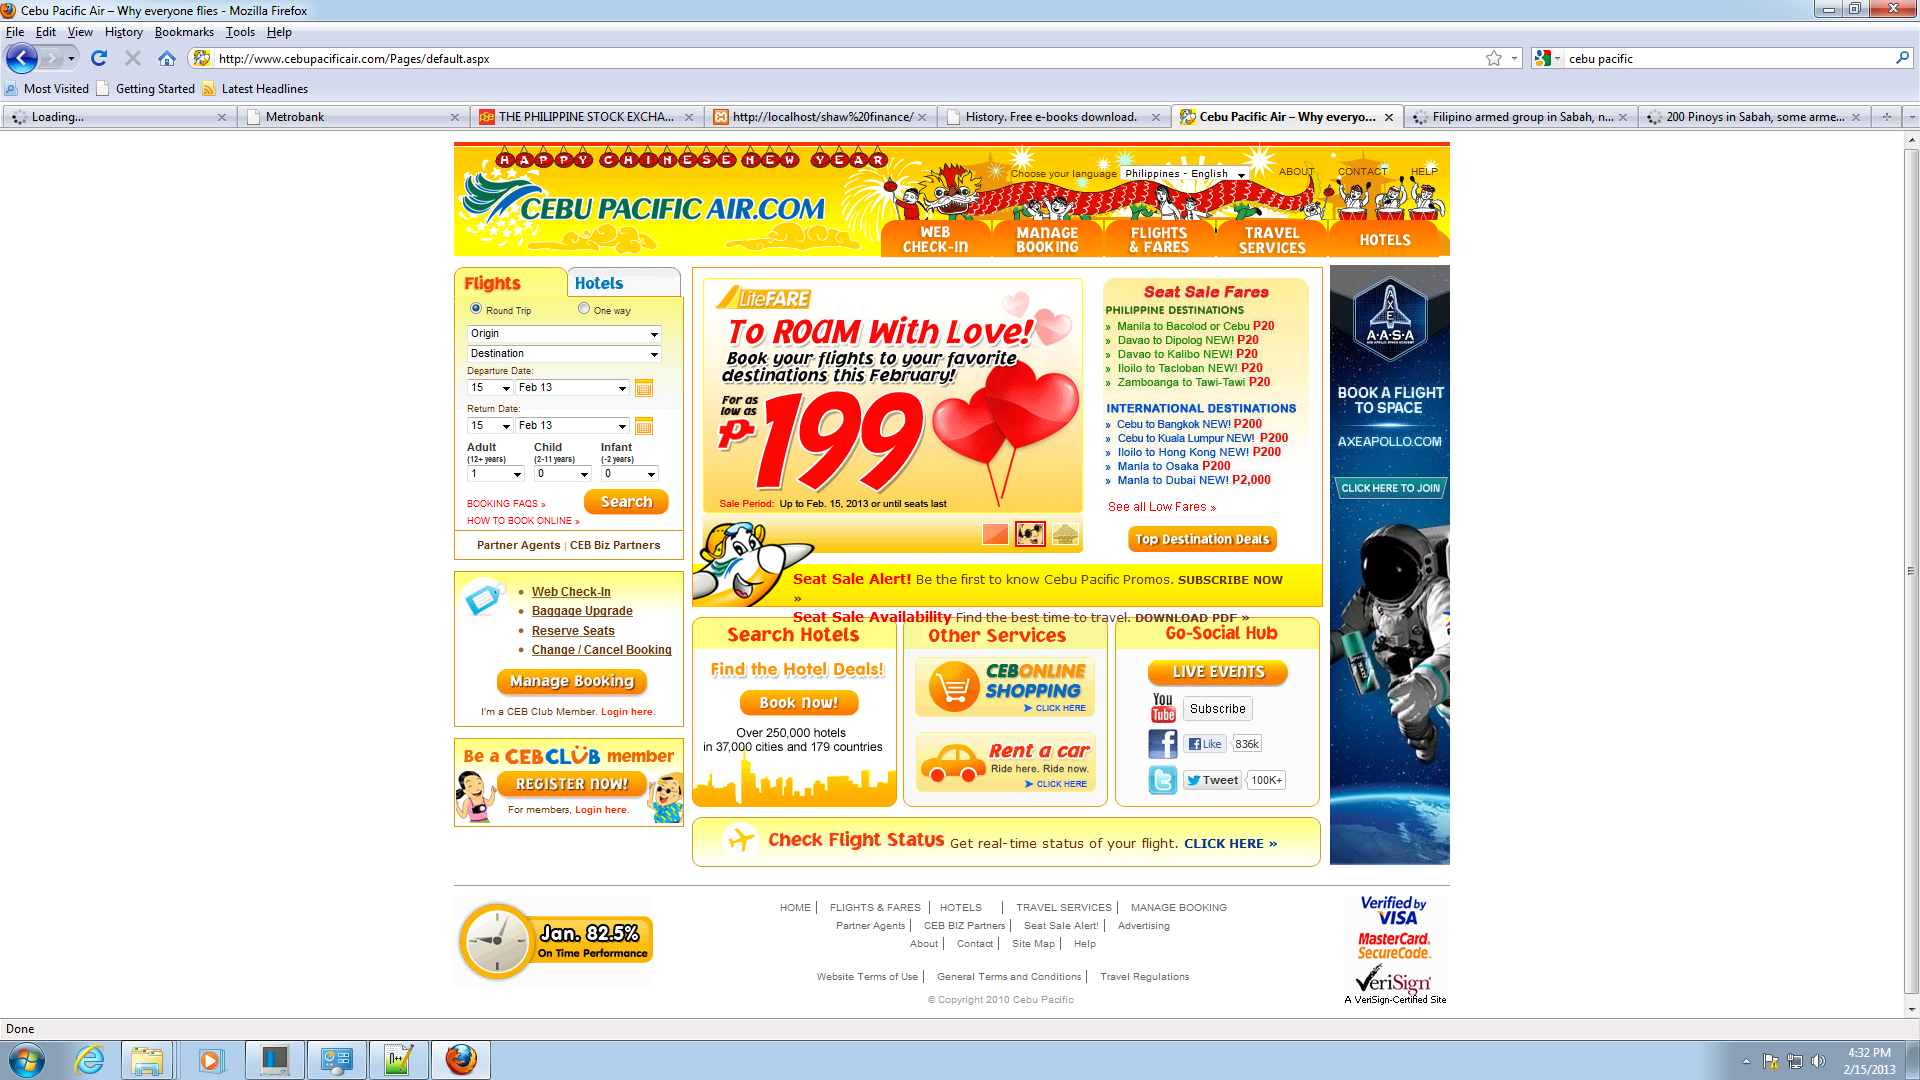 Cebu Pacific Air – Why everyone flies - Mozilla Firefox
File Edit View History Bookmarks Tools Help
http://www.cebupacificair.com/Pages/default.aspx
cebu pacific
Most Visited Getting Started Latest Headlines
Loading...
Metrobank
THE PHILIPPINE STOCK EXCHA...
http://localhost/shaw%20finance/
History. Free e-books download.
Cebu Pacific Air – Why everyo...
Filipino armed group in Sabah, n...
200 Pinoys in Sabah, some arme...
HAPPY CHINESE NEW YEAR
Choose your language Philippines - English
ABOUT CONTACT HELP
CEBU PACIFIC AIR.COM
WEB CHECK-In
MANAGE BOOKING
FLIGHTS & FARES
TRAVEL SERVICES
HOTELS
Flights
Hotels
Round Trip One way
Origin
Destination
Departure Date:
15 Feb 13
Return Date:
15 Feb 13
Adult Child Infant
(12+ years) (2-11 years) (-2 years)
1 0 0
BOOKING FAQS »
Search
HOW TO BOOK ONLINE »
Partner Agents | CEB Biz Partners
Web Check-In
Baggage Upgrade
Reserve Seats
Change / Cancel Booking
Manage Booking
I'm a CEB Club Member. Login here.
Be a CEBCLUB member
REGISTER NOW!
For members, Login here.
LiteFARE
To ROAM With Love!
Book your flights to your favorite
destinations this February!
For as
low as
P199
Sale Period: Up to Feb. 15, 2013 or until seats last
Seat Sale Fares
PHILIPPINE DESTINATIONS
» Manila to Bacolod or Cebu P20
» Davao to Dipolog NEW! P20
» Davao to Kalibo NEW! P20
» Iloilo to Tacloban NEW! P20
» Zamboanga to Tawi-Tawi P20
INTERNATIONAL DESTINATIONS
» Cebu to Bangkok NEW! P200
» Cebu to Kuala Lumpur NEW! P200
» Iloilo to Hong Kong NEW! P200
» Manla to Osaka P200
» Manla to Dubai NEW! P2,000
See all Low Fares »
Top Destination Deals
Seat Sale Alert! Be the first to know Cebu Pacific Promos. SUBSCRIBE NOW
»
Seat Sale Availability Find the best time to travel. DOWNLOAD PDF »
Search Hotels
Find the Hotel Deals!
Book Now!
Over 250,000 hotels
in 37,000 cities and 179 countries
Other Services
CEBONLINE
SHOPPING
CLICK HERE
Rent a car
Ride here. Ride now.
CLICK HERE
Go-Social Hub
LIVE EVENTS
You
Tube
Subscribe
Like 836k
Tweet 100K+
Check Flight Status Get real-time status of your flight. CLICK HERE »
AXE
A·A·S·A
BOOK A FLIGHT
TO SPACE
AXEAPOLLO.COM
CLICK HERE TO JOIN
AXE
Jan. 82.5%
On Time Performance
HOME | FLIGHTS & FARES | HOTELS | TRAVEL SERVICES | MANAGE BOOKING
Partner Agents | CEB BIZ Partners | Seat Sale Alert! | Advertising
About | Contact | Site Map | Help
Website Terms of Use | General Terms and Conditions | Travel Regulations
© Copyright 2010 Cebu Pacific
Verified by
VISA
MasterCard.
SecureCode.
VeriSign
A VeriSign-Certified Site
Done
4:32 PM
2/15/2013